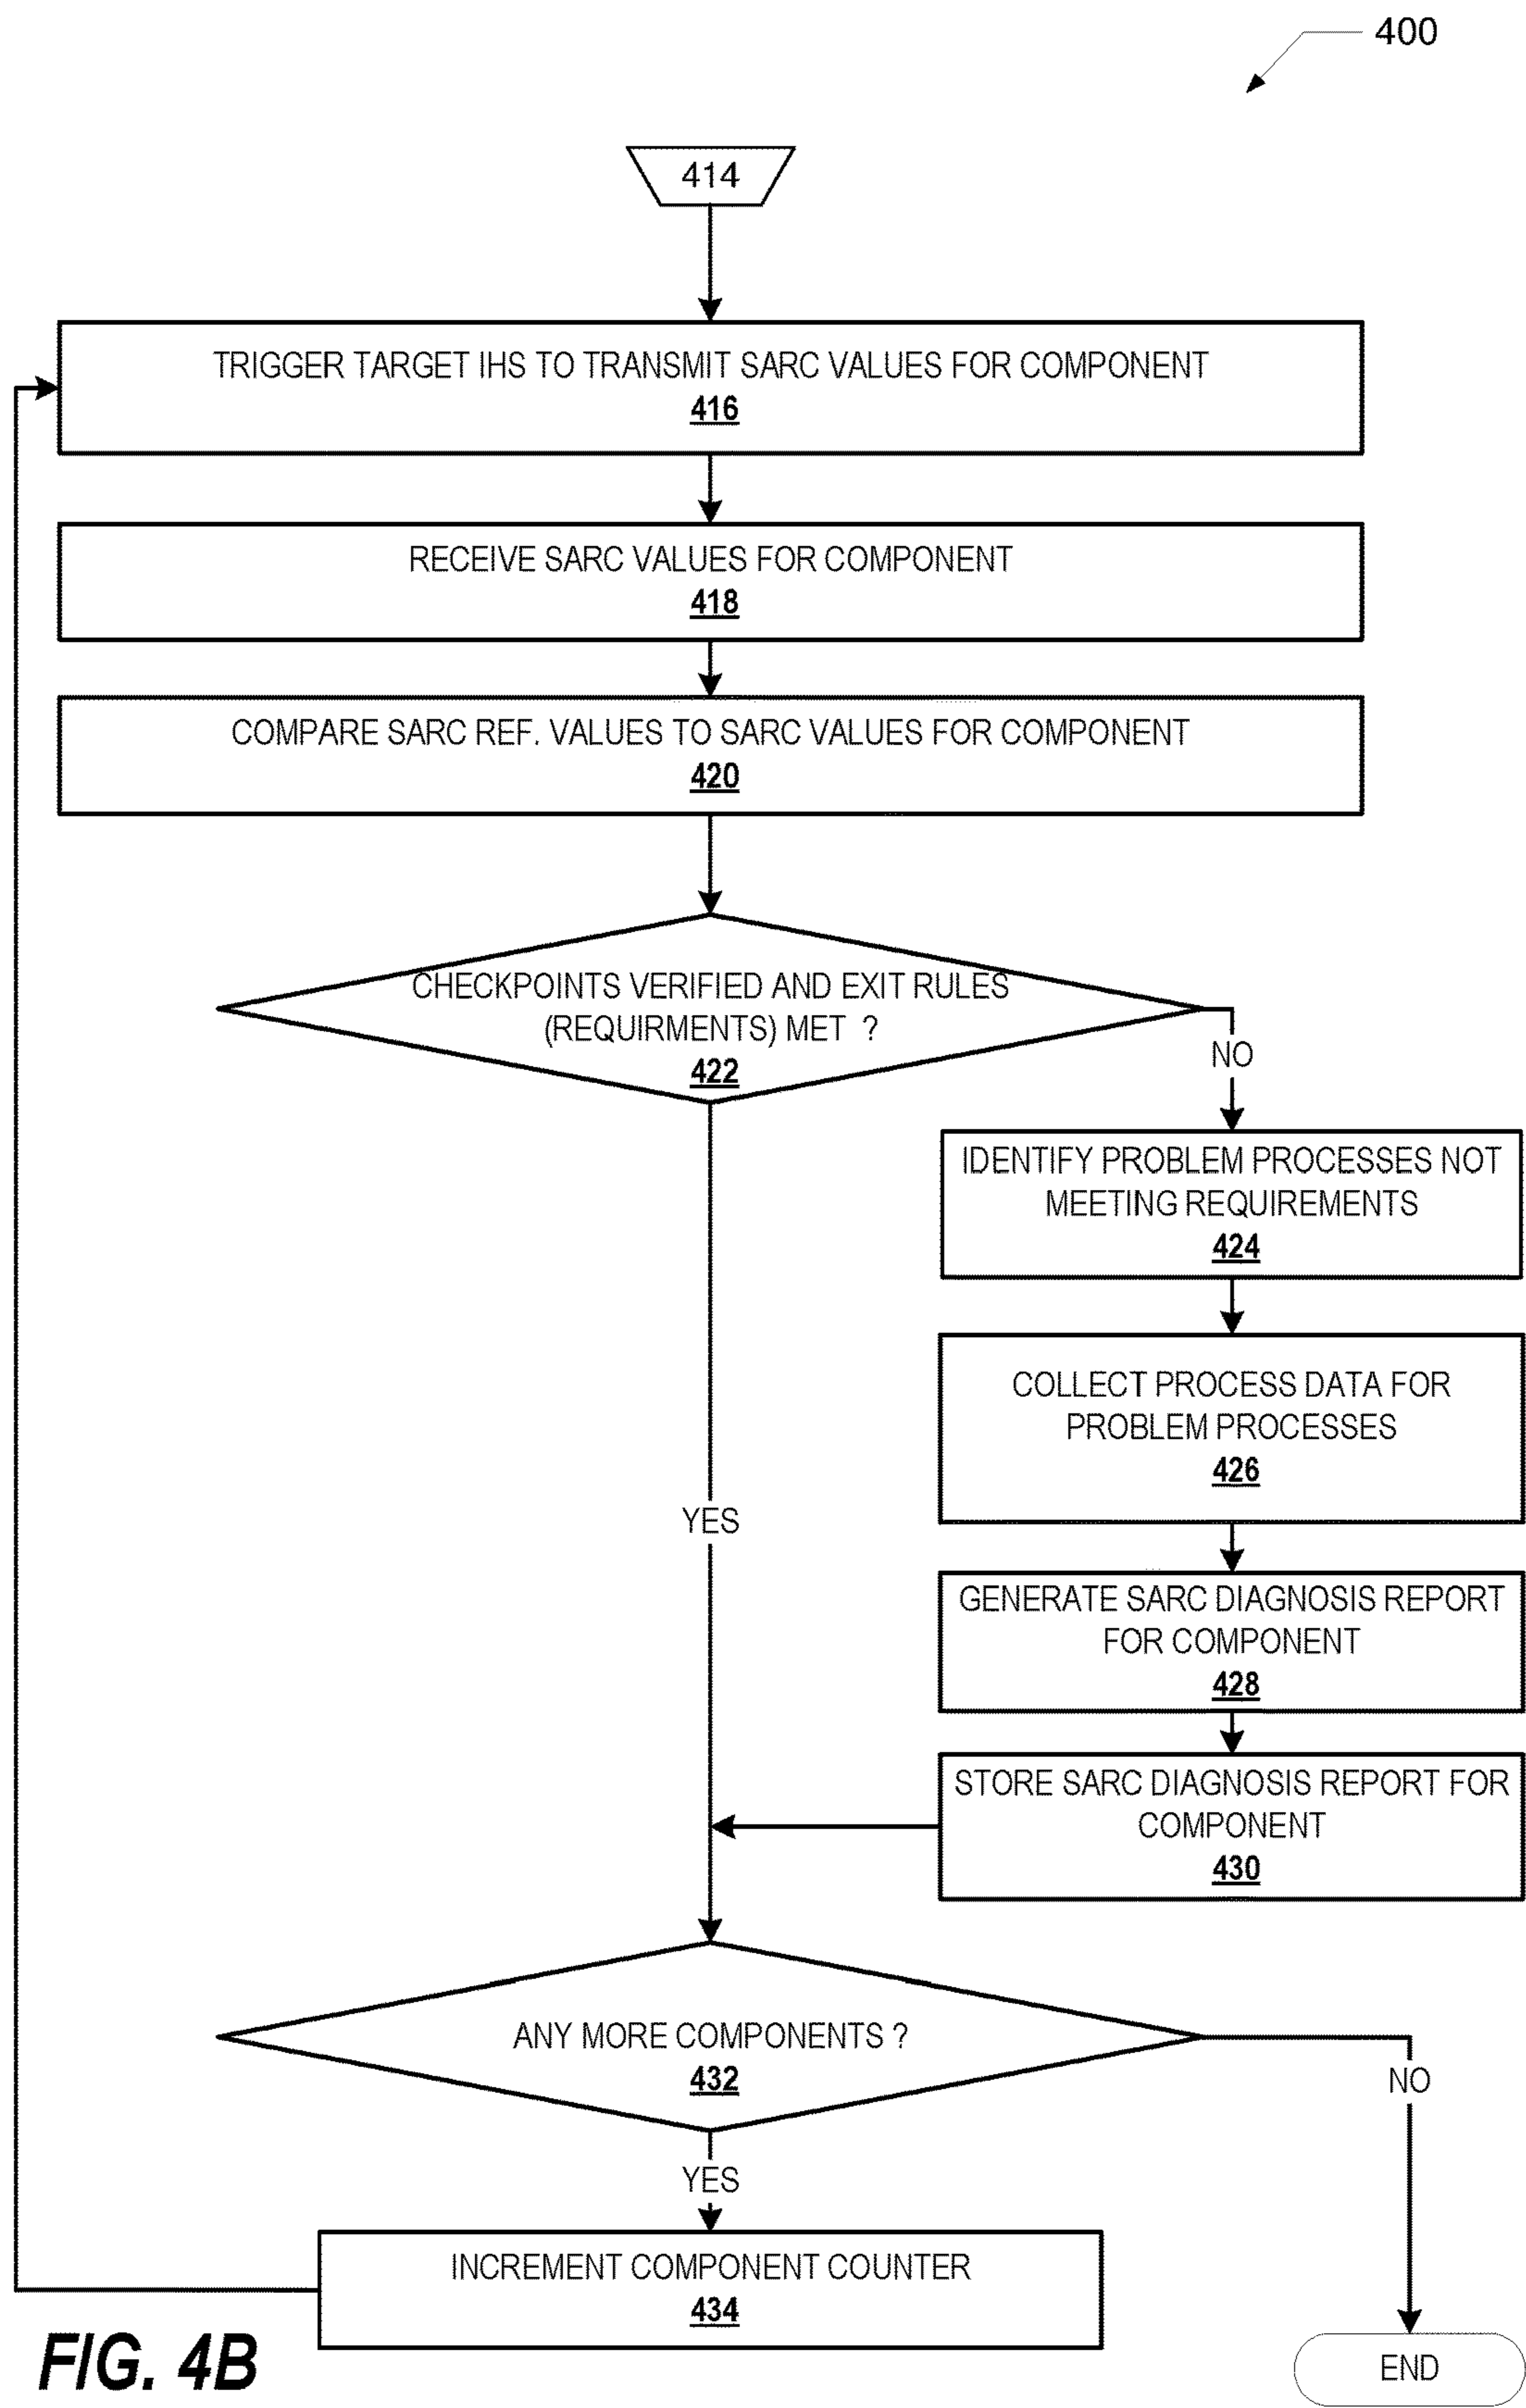 400
414
TRIGGER TARGET IHS TO TRANSMIT SARC VALUES FOR COMPONENT
416
RECEIVE SARC VALUES FOR COMPONENT
418
COMPARE SARC REF. VALUES TO SARC VALUES FOR COMPONENT
420
CHECKPOINTS VERIFIED AND EXIT RULES
(REQUIRMENTS) MET ?
422
NO
IDENTIFY PROBLEM PROCESSES NOT
MEETING REQUIREMENTS
424
COLLECT PROCESS DATA FOR
PROBLEM PROCESSES
426
YES
GENERATE SARC DIAGNOSIS REPORT
FOR COMPONENT
428
STORE SARC DIAGNOSIS REPORT FOR
COMPONENT
430
ANY MORE COMPONENTS ?
432
NO
YES
INCREMENT COMPONENT COUNTER
434
FIG. 4B
END